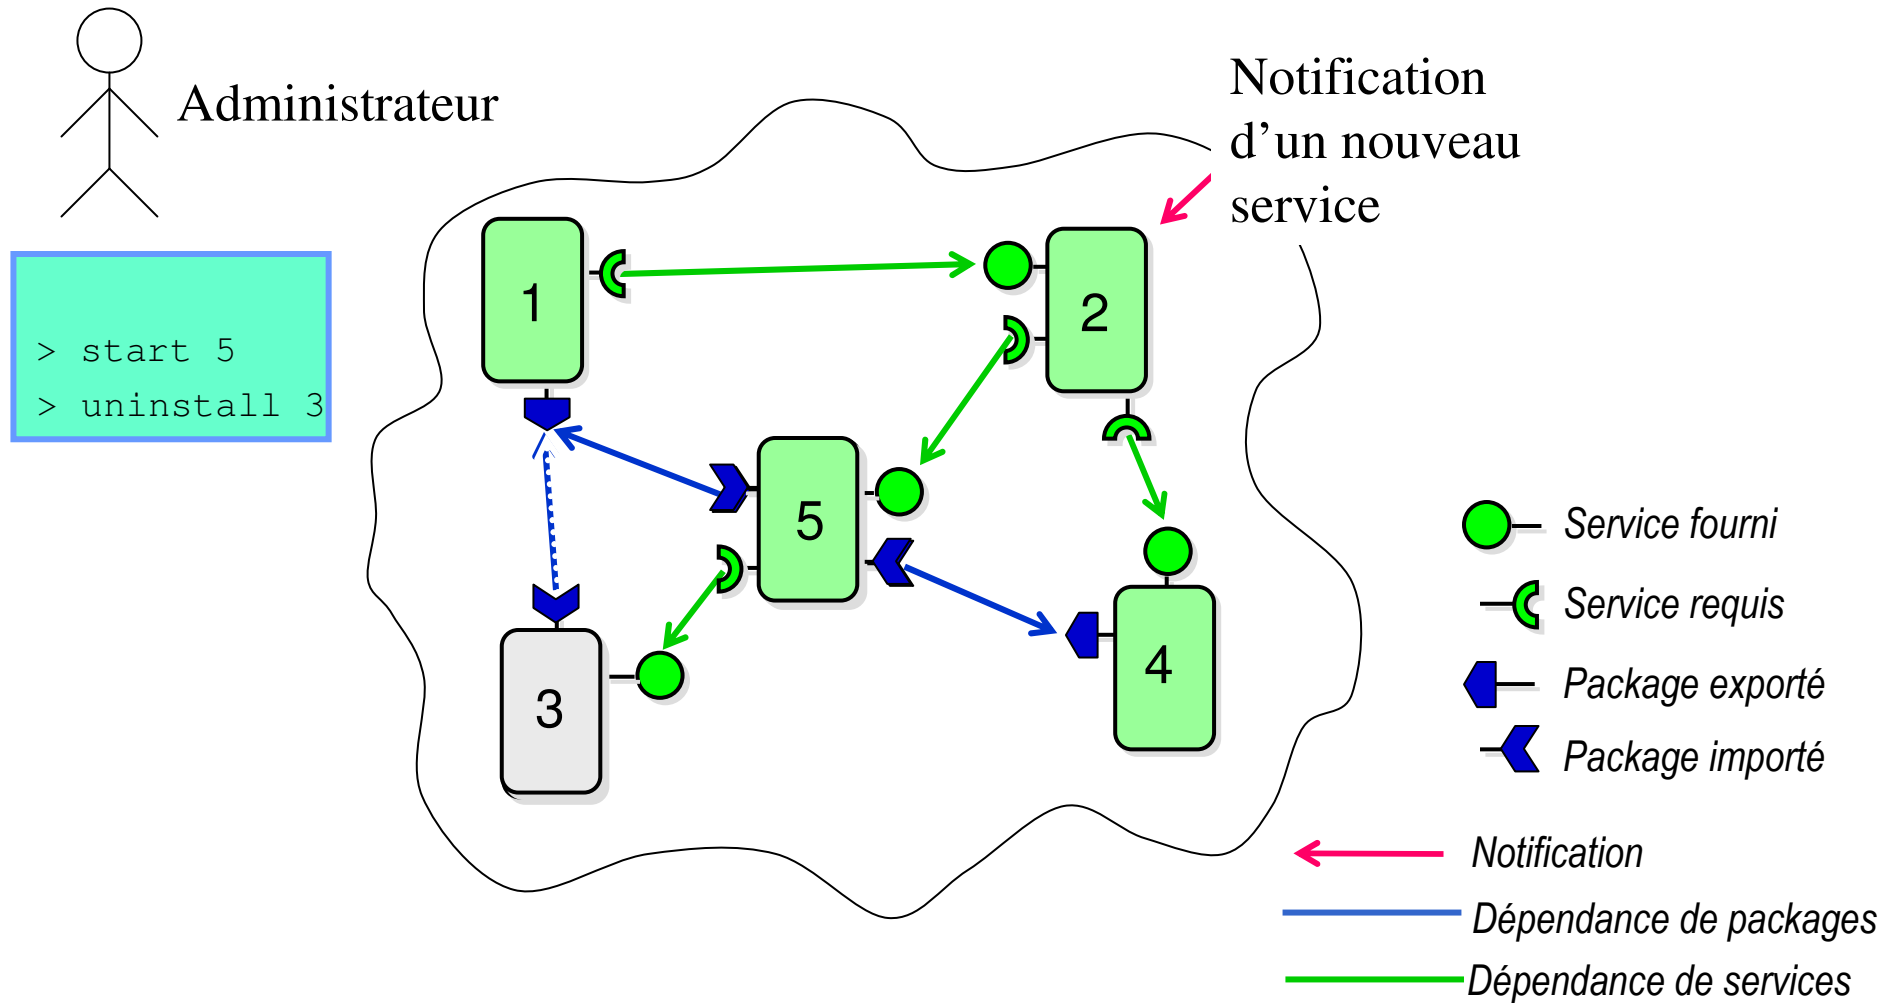 Administrateur
Notification
d’un nouveau
service
> start 5
> uninstall 3
1
2
5
3
4
Service fourni
Service requis
Package exporté
Package importé
Notification
Dépendance de packages
Dépendance de services